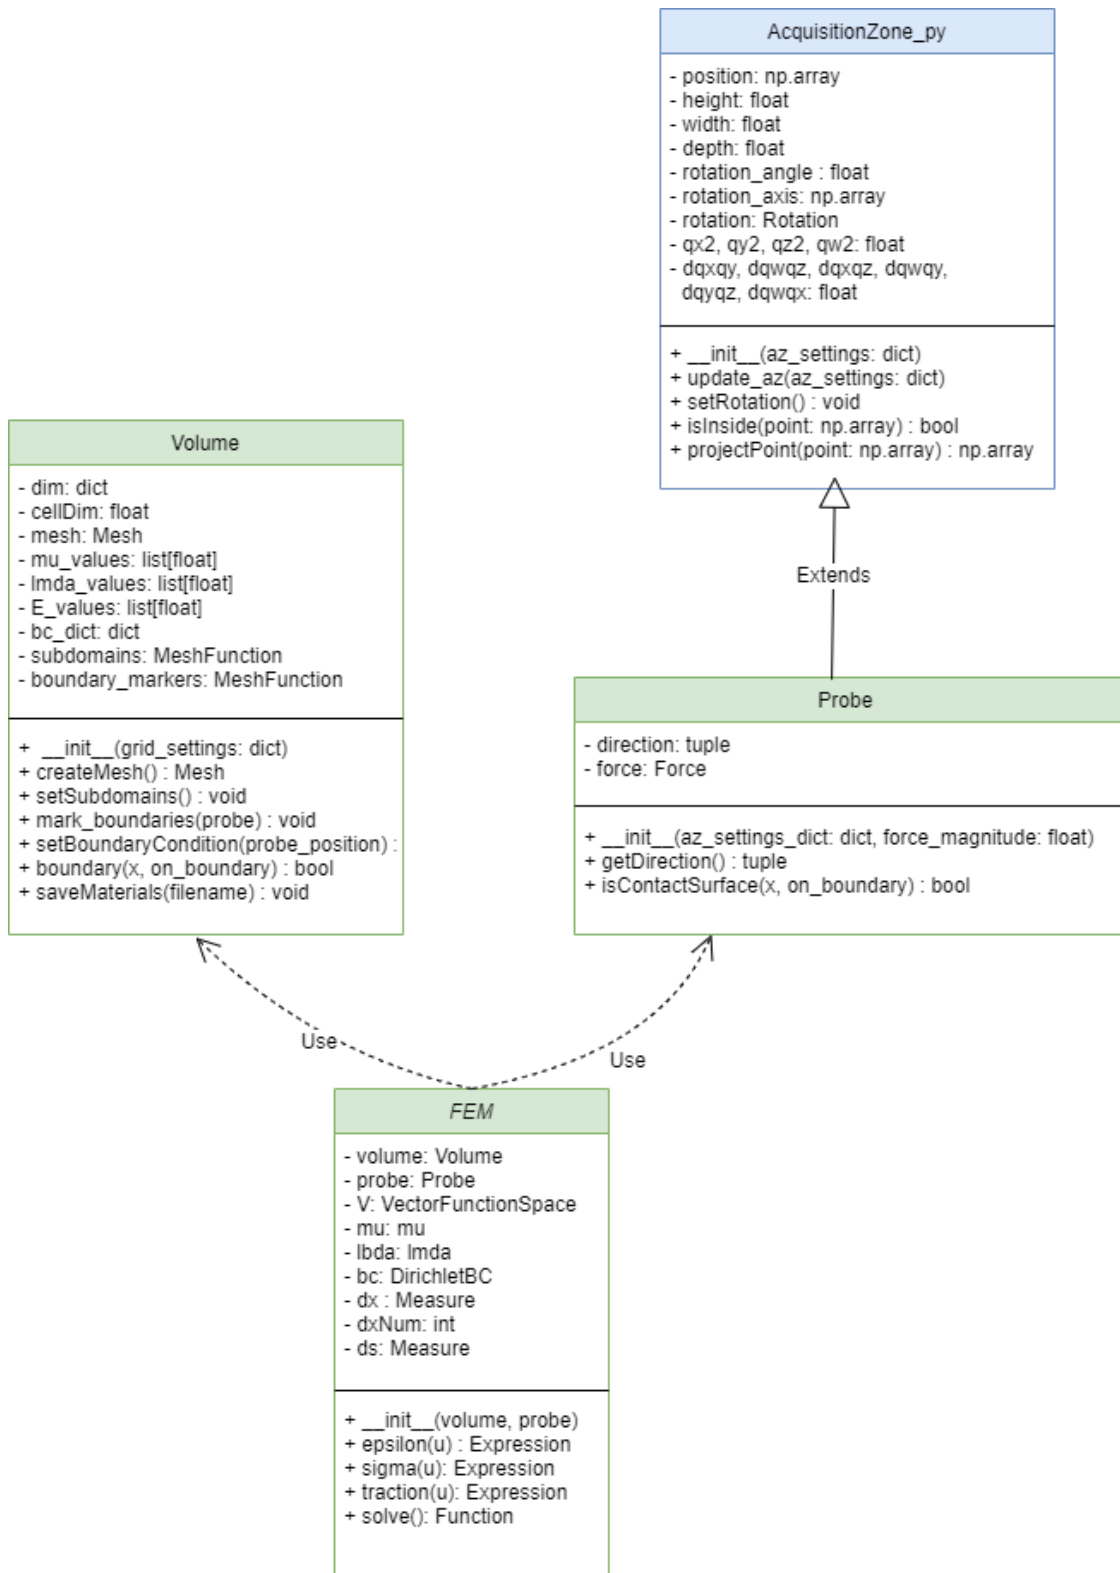 AcquisitionZone_py
- position: np.array
- height: float
- width: float
- depth: float
- rotation_angle : float
- rotation_axis: np.array
- rotation: Rotation
- qx2, qy2, qz2, qw2: float
- dqxqy, dqwqz, dqxqz, dqwqy,
dqyqz, dqwqx: float
+ __init__(az_settings: dict)
+ update_az(az_settings: dict)
+ setRotation() : void
+ isInside(point: np.array) : bool
+ projectPoint(point: np.array) : np.array
Volume
- dim: dict
- cellDim: float
- mesh: Mesh
- mu_values: list[float]
- lmda_values: list[float]
- E_values: list[float]
- bc_dict: dict
- subdomains: MeshFunction
- boundary_markers: MeshFunction
+ __init__(grid_settings: dict)
+ createMesh() : Mesh
+ setSubdomains() : void
+ mark_boundaries(probe) : void
+ setBoundaryCondition(probe_position) :
+ boundary(x, on_boundary) : bool
+ saveMaterials(filename) : void
Extends
Probe
- direction: tuple
- force: Force
+ __init__(az_settings_dict: dict, force_magnitude: float)
+ getDirection() : tuple
+ isContactSurface(x, on_boundary) : bool
Use
Use
FEM
- volume: Volume
- probe: Probe
- V: VectorFunctionSpace
- mu: mu
- lbda: lmda
- bc: DirichletBC
- dx : Measure
- dxNum: int
- ds: Measure
+ __init__(volume, probe)
+ epsilon(u) : Expression
+ sigma(u): Expression
+ traction(u): Expression
+ solve(): Function